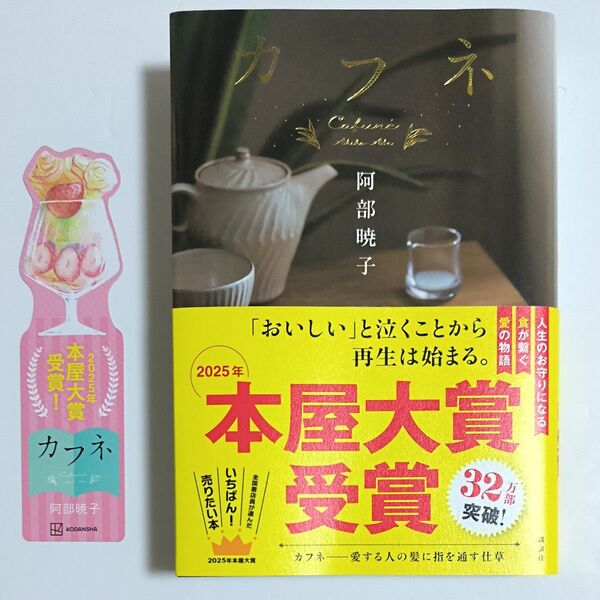 カフネ
Cafuné
Akiko Abe
阿部暁子
「おいしい」と泣くことから
再生は始まる。
人生のお守りになる
食が繋ぐ
愛の物語
2025年
本屋大賞
受賞
32万部
突破!
全国書店員が選んだ
いちばん!
売りたい本
2025年本屋大賞
カフネ――愛する人の髪に指を通す仕草
講談社
2025年
本屋大賞
受賞!
カフネ
Cafuné
阿部暁子
KODANSHA